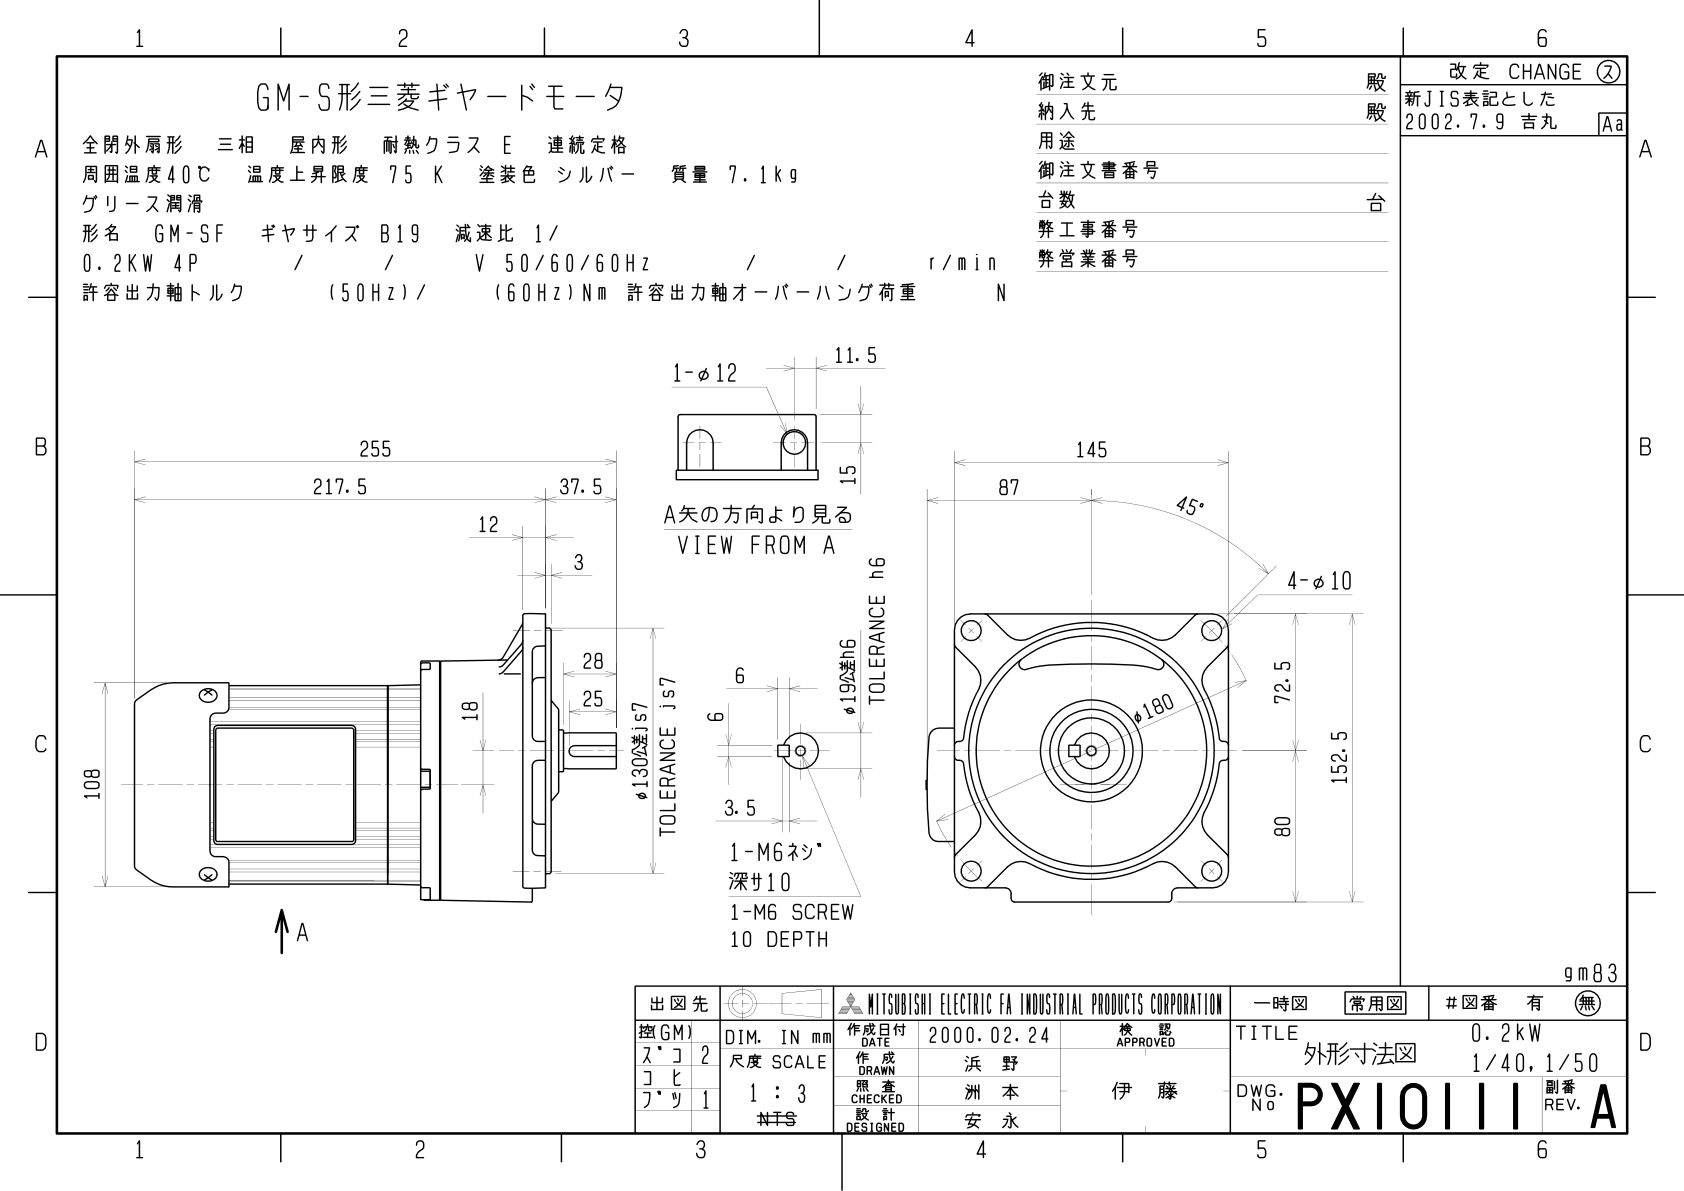 1 2 3 4 5 6
改定 CHANGE ㋜
新JIS表記とした
2002.7.9 吉丸 Aa
GM-S形三菱ギヤードモータ
全閉外扇形 三相 屋内形 耐熱クラス E 連続定格
周囲温度40℃ 温度上昇限度 75 K 塗装色 シルバー 質量 7.1kg
グリース潤滑
形名 GM-SF ギヤサイズ B19 減速比 1/
0.2KW 4P / / V 50/60/60Hz / / r/min
許容出力軸トルク (50Hz)/ (60Hz)Nm 許容出力軸オーバーハング荷重 N
御注文元 殿
納入先 殿
用途
御注文書番号
台数 台
弊工事番号
弊営業番号
A A
B B
C C
D D
255
217.5 37.5
12
3
28
25
18
108
φ130公差js7
TOLERANCE js7
A
1-φ12
11.5
15
A矢の方向より見る
VIEW FROM A
6
6
3.5
φ19公差h6
TOLERANCE h6
1-M6ネジ
深サ10
1-M6 SCREW
10 DEPTH
145
87
45°
4-φ10
φ180
72.5
80
152.5
gm83
出図先
控(GM)
ズコ 2
コヒ
ブツ 1
DIM. IN mm
尺度 SCALE
1 : 3
NTS
MITSUBISHI ELECTRIC FA INDUSTRIAL PRODUCTS CORPORATION
作成日付 DATE 2000.02.24
検認 APPROVED
作成 DRAWN 浜野
照査 CHECKED 洲本
伊藤
設計 DESIGNED 安永
一時図 常用図 #図番 有 無
TITLE 0.2kW
外形寸法図 1/40,1/50
DWG. No PX10111
副番 REV. A
1 2 3 4 5 6